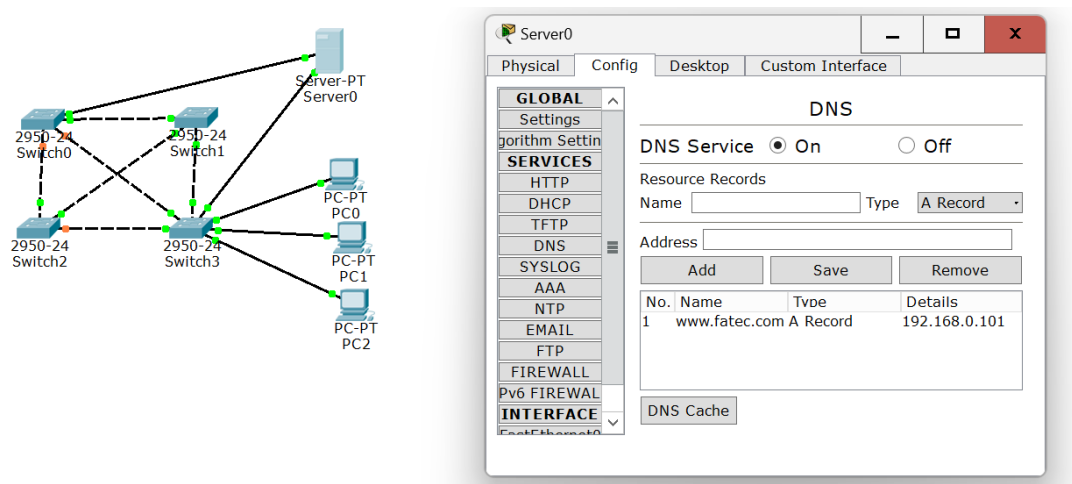 Server-PT
Server0
2950-24
Switch0
2950-24
Switch1
PC-PT
PC0
2950-24
Switch2
2950-24
Switch3
PC-PT
PC1
PC-PT
PC2
Server0
Physical Config Desktop Custom Interface
GLOBAL
Settings
gorithm Settin
SERVICES
HTTP
DHCP
TFTP
DNS
SYSLOG
AAA
NTP
EMAIL
FTP
FIREWALL
Pv6 FIREWAL
INTERFACE
FastEthernet0
DNS
DNS Service On Off
Resource Records
Name Type A Record
Address
Add Save Remove
No. Name Type Details
1 www.fatec.com A Record 192.168.0.101
DNS Cache